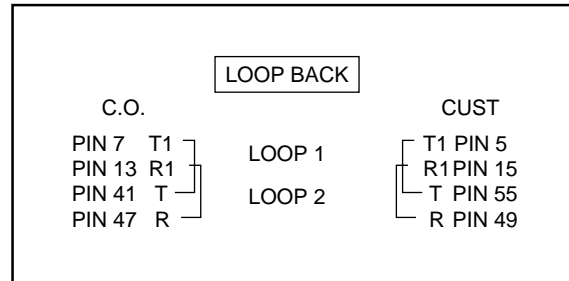 LOOP BACK
C.O. CUST
PIN 7 T1 T1 PIN 5
LOOP 1
PIN 13 R1 R1 PIN 15
PIN 41 T T PIN 55
LOOP 2
PIN 47 R R PIN 49